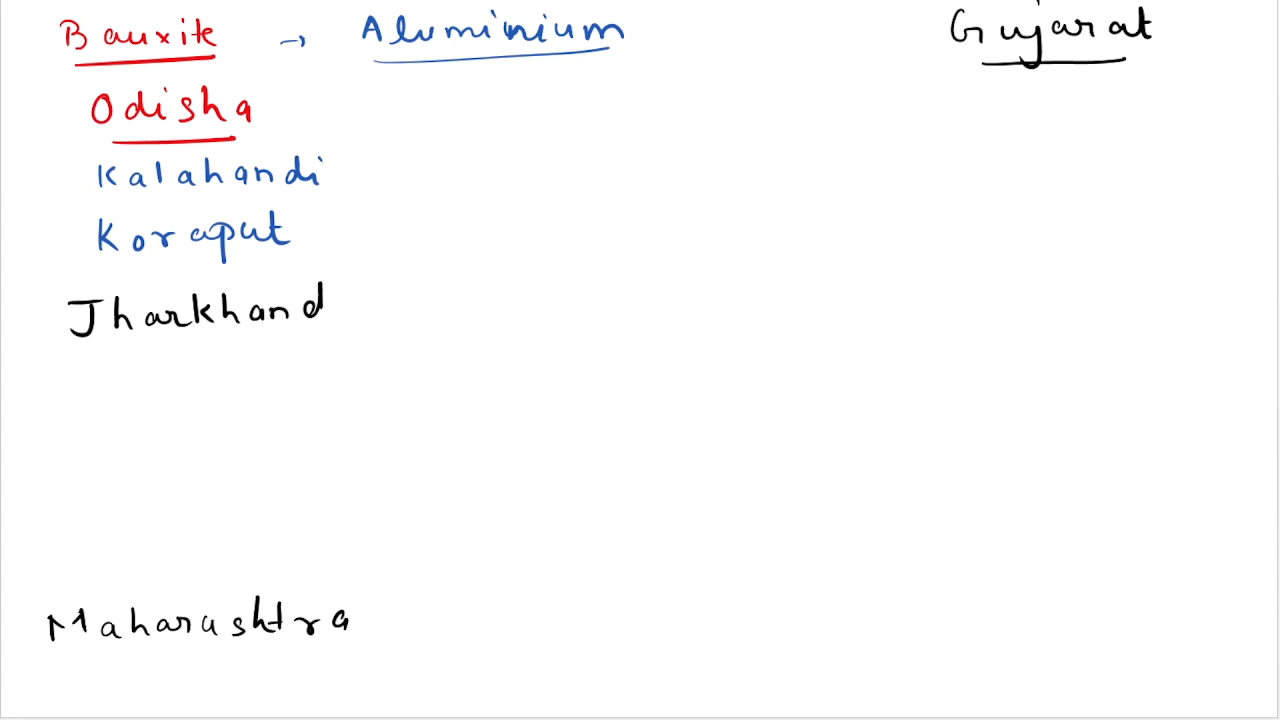 Bauxite → Aluminium Gujarat
Odisha
Kalahandi
Koraput
Jharkhand
Maharashtra